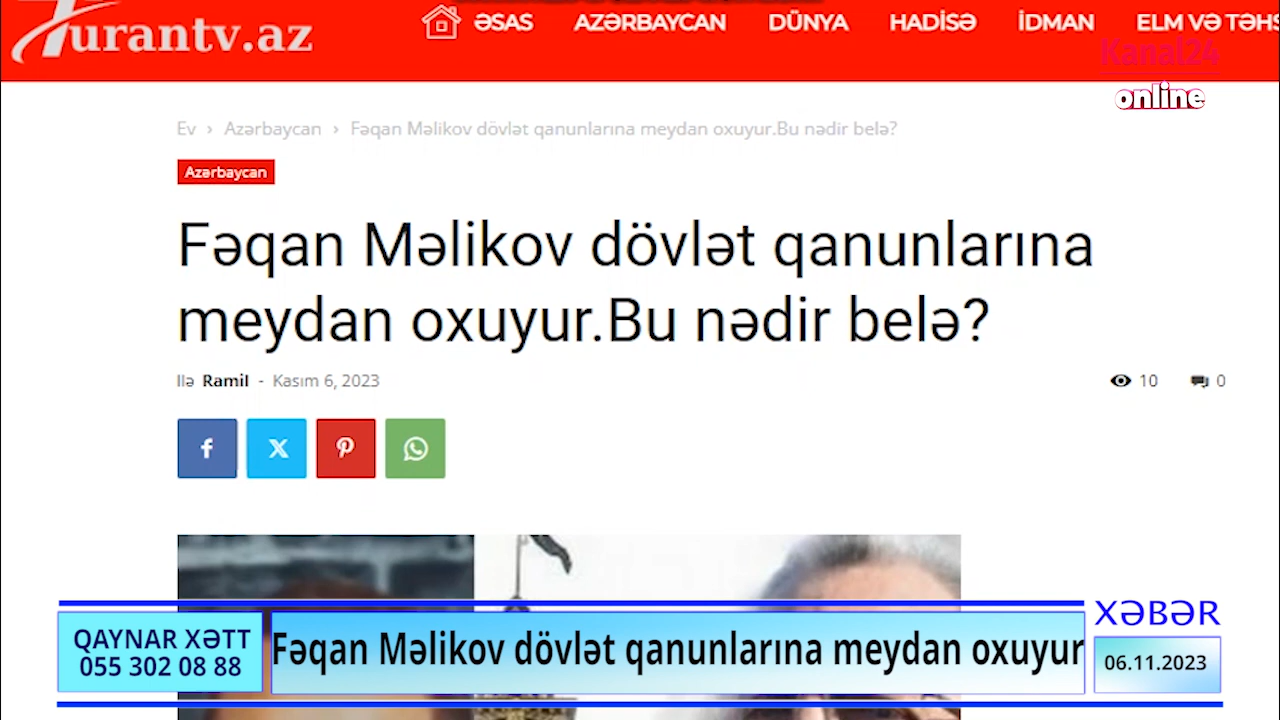 Turantv.az
ƏSAS AZƏRBAYCAN DÜNYA HADİSƏ İDMAN ELM VƏ TƏHS
Kanal24
online
Ev › Azərbaycan › Fəqan Məlikov dövlət qanunlarına meydan oxuyur.Bu nədir belə?
Azərbaycan
Fəqan Məlikov dövlət qanunlarına
meydan oxuyur.Bu nədir belə?
Ilə Ramil - Kasım 6, 2023
10 0
XƏBƏR
QAYNAR XƏTT
055 302 08 88
Fəqan Məlikov dövlət qanunlarına meydan oxuyur
06.11.2023